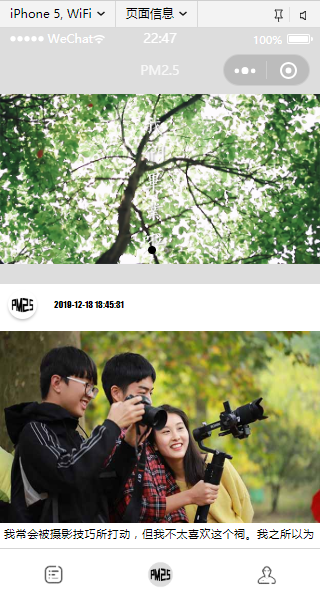 iPhone 5, WiFi 页面信息
WeChat 22:47 100%
PM2.5
PM25 2019-12-18 18:45:31
我常会被摄影技巧所打动，但我不太喜欢这个词。我之所以为
PM25